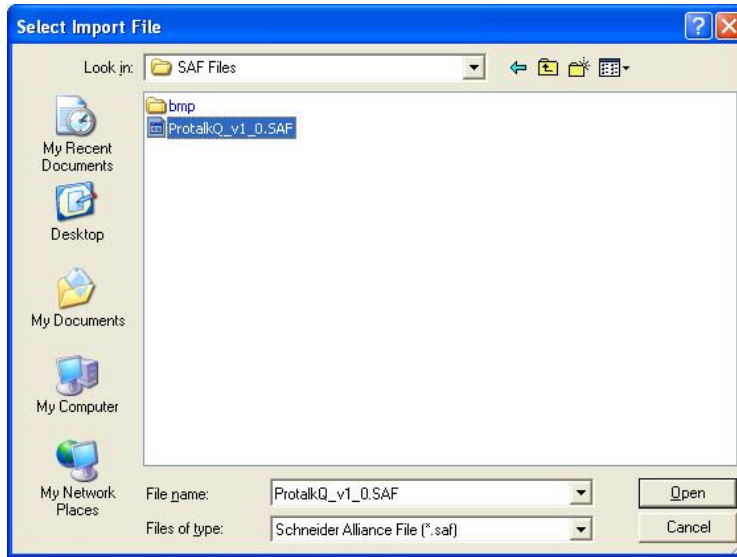 Select Import File
Look in: SAF Files
bmp
ProtalkQ_v1_0.SAF
My Recent
Documents
Desktop
My Documents
My Computer
My Network
Places
File name: ProtalkQ_v1_0.SAF Open
Files of type: Schneider Alliance File (*.saf) Cancel